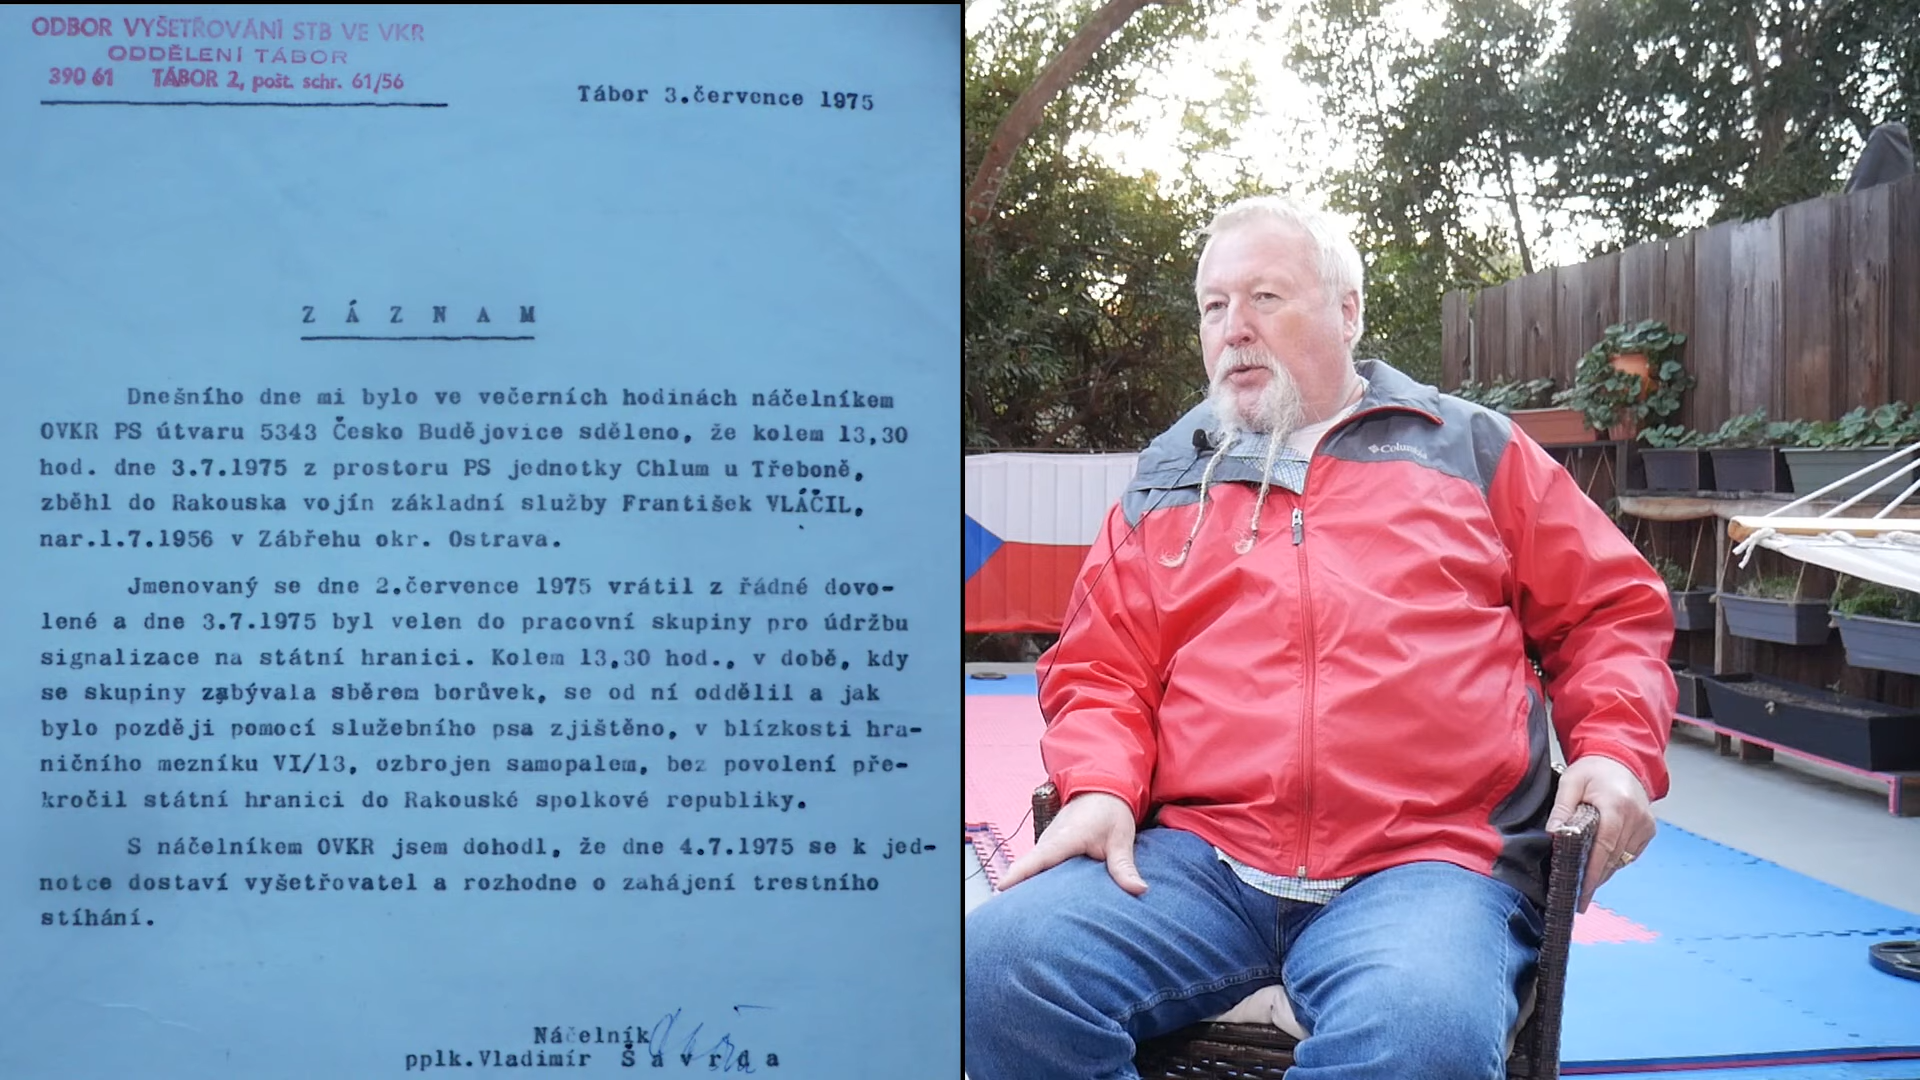 ODBOR VYŠETŘOVÁNÍ STB VE VKR
ODDĚLENÍ TÁBOR
390 61 TÁBOR 2, pošt. schr. 61/56
Tábor 3.července 1975
Z Á Z N A M
Dnešního dne mi bylo ve večerních hodinách náčelníkem
OVKR PS útvaru 5343 Česko Budějovice sděleno, že kolem 13,30
hod. dne 3.7.1975 z prostoru PS jednotky Chlum u Třeboně,
zběhl do Rakouska vojín základní služby František VLÁČIL,
nar.1.7.1956 v Zábřehu okr. Ostrava.
Jmenovaný se dne 2.července 1975 vrátil z řádné dovo-
lené a dne 3.7.1975 byl velen do pracovní skupiny pro údržbu
signalizace na státní hranici. Kolem 13,30 hod., v době, kdy
se skupiny zabývala sběrem borůvek, se od ní oddělil a jak
bylo později pomocí služebního psa zjištěno, v blízkosti hra-
ničního mezníku VI/13, ozbrojen samopalem, bez povolení pře-
kročil státní hranici do Rakouské spolkové republiky.
S náčelníkem OVKR jsem dohodl, že dne 4.7.1975 se k jed-
notce dostaví vyšetřovatel a rozhodne o zahájení trestního
stíhání.
Náčelník
pplk.Vladimír Š a v r d a
Columbia